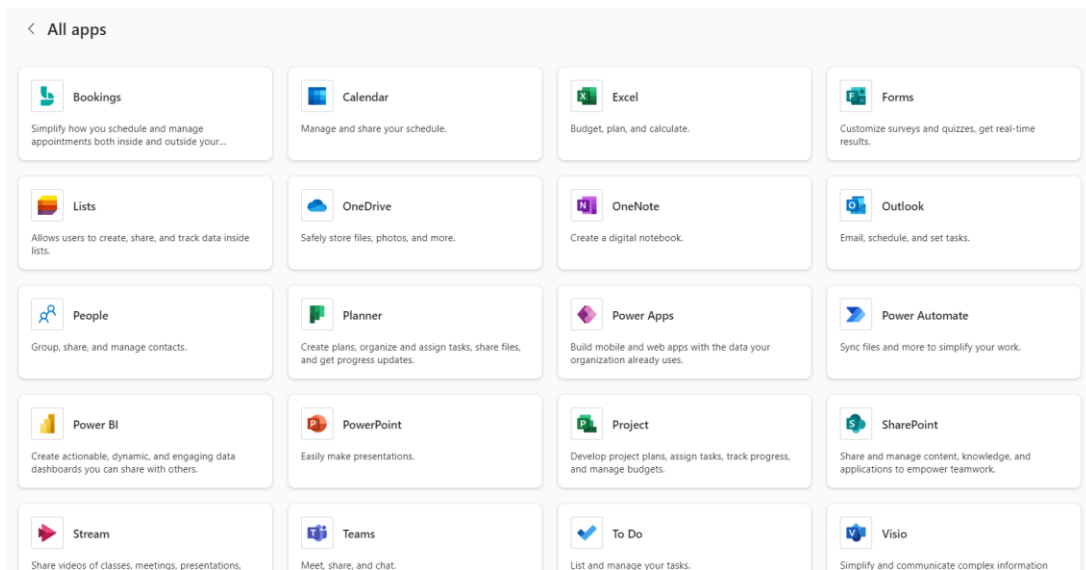 All apps
Bookings
Simplify how you schedule and manage
appointments both inside and outside your...
Calendar
Manage and share your schedule.
Excel
Budget, plan, and calculate.
Forms
Customize surveys and quizzes, get real-time
results.
Lists
Allows users to create, share, and track data inside
lists.
OneDrive
Safely store files, photos, and more.
OneNote
Create a digital notebook.
Outlook
Email, schedule, and set tasks.
People
Group, share, and manage contacts.
Planner
Create plans, organize and assign tasks, share files,
and get progress updates.
Power Apps
Build mobile and web apps with the data your
organization already uses.
Power Automate
Sync files and more to simplify your work.
Power BI
Create actionable, dynamic, and engaging data
dashboards you can share with others.
PowerPoint
Easily make presentations.
Project
Develop project plans, assign tasks, track progress,
and manage budgets.
SharePoint
Share and manage content, knowledge, and
applications to empower teamwork.
Stream
Share videos of classes, meetings, presentations,
Teams
Meet, share, and chat.
To Do
List and manage your tasks.
Visio
Simplify and communicate complex information